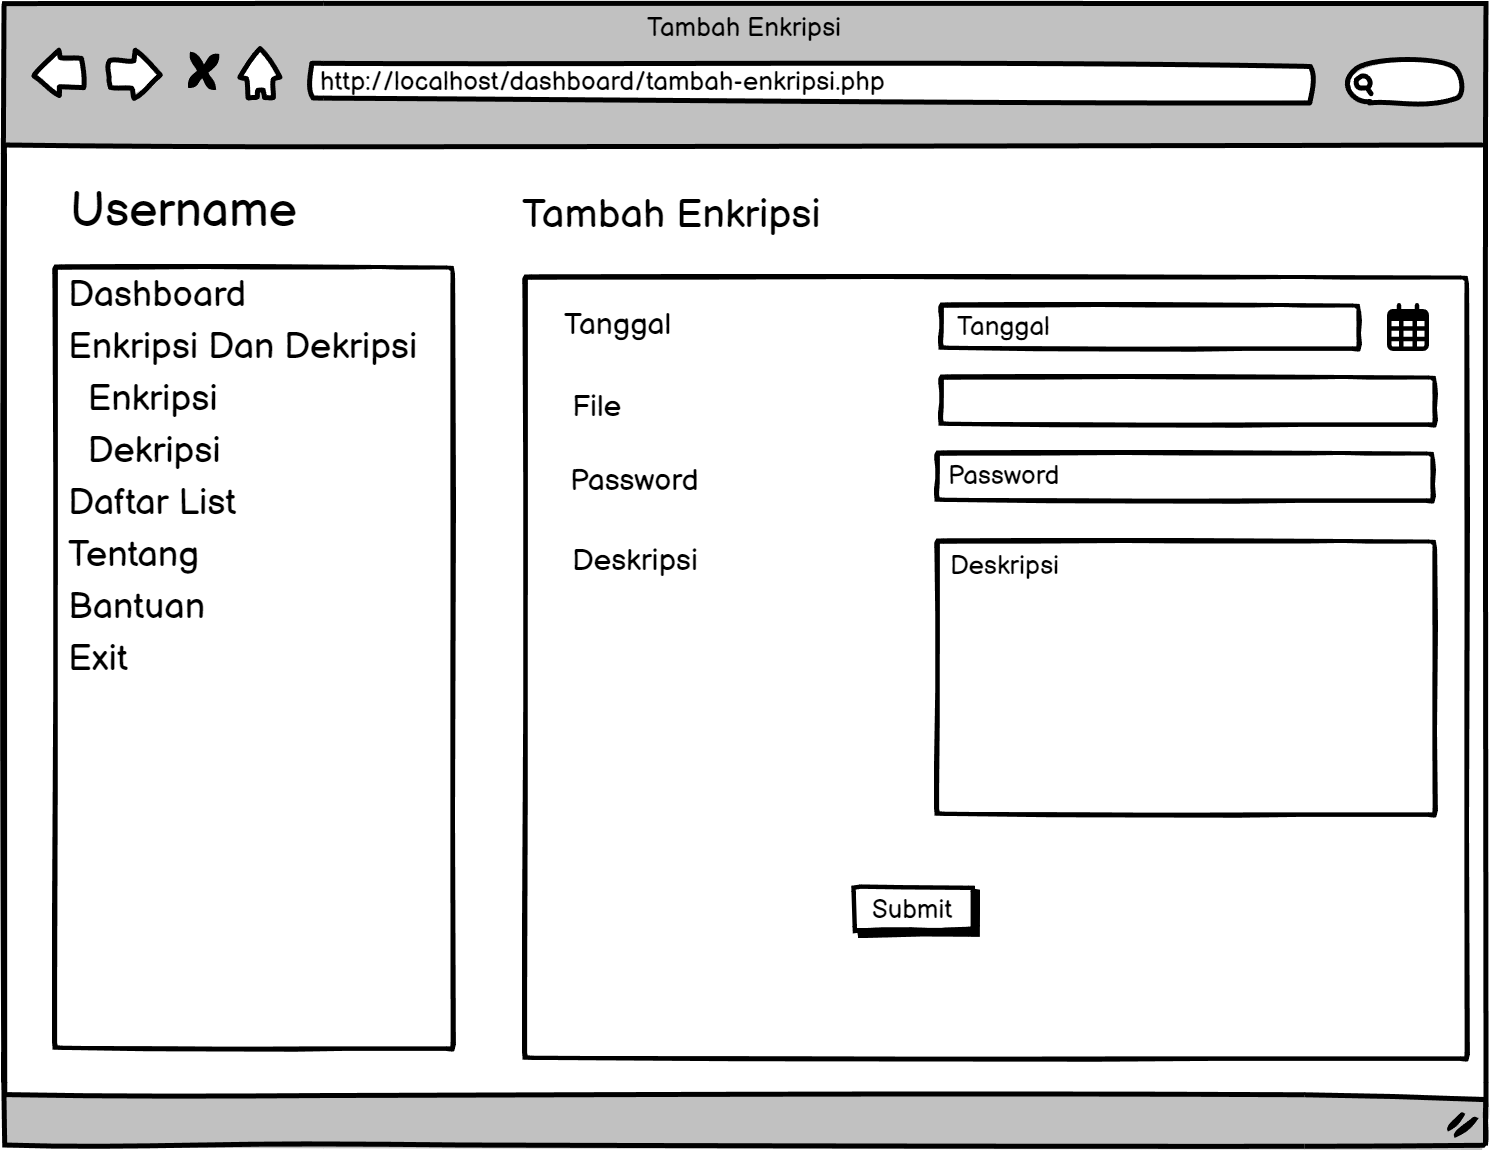 Tambah Enkripsi
http://localhost/dashboard/tambah-enkripsi.php
Username
Dashboard
Enkripsi Dan Dekripsi
Enkripsi
Dekripsi
Daftar List
Tentang
Bantuan
Exit
Tambah Enkripsi
Tanggal
Tanggal
File
Password
Password
Deskripsi
Deskripsi
Submit